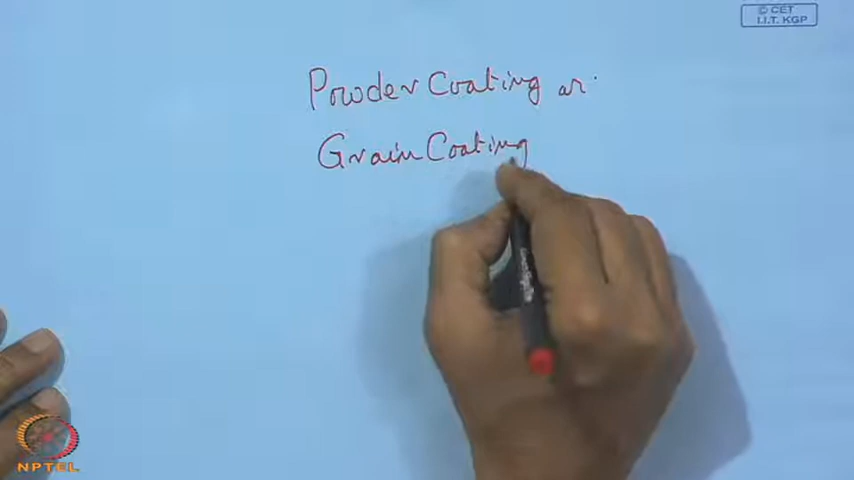 © CET
I.I.T. KGP
Powder Coating or
Grain Coating
NPTEL